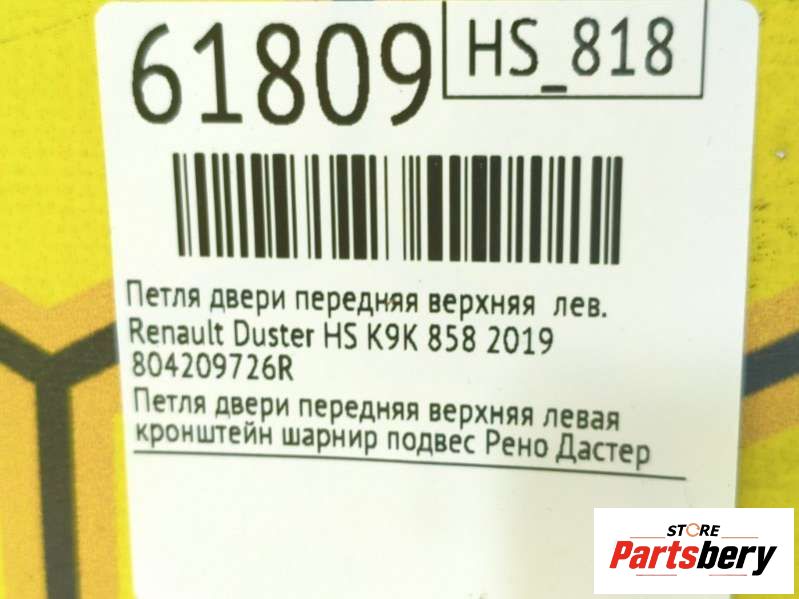 61809
HS_818
Петля двери передняя верхняя лев.
Renault Duster HS K9K 858 2019
804209726R
Петля двери передняя верхняя левая
кронштейн шарнир подвес Рено Дастер
STORE
Partsbery